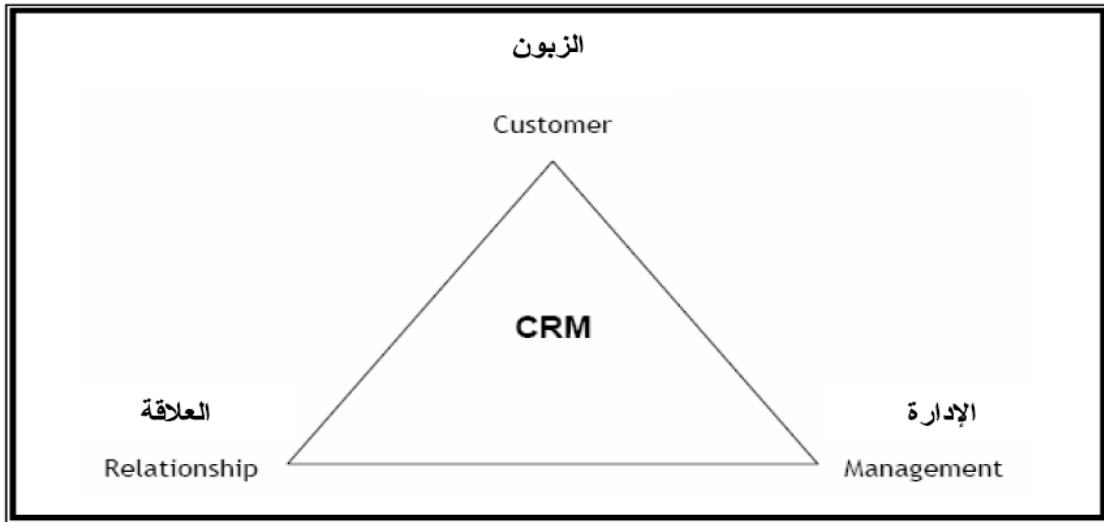 الزبون
Customer
CRM
العلاقة
الإدارة
Relationship
Management